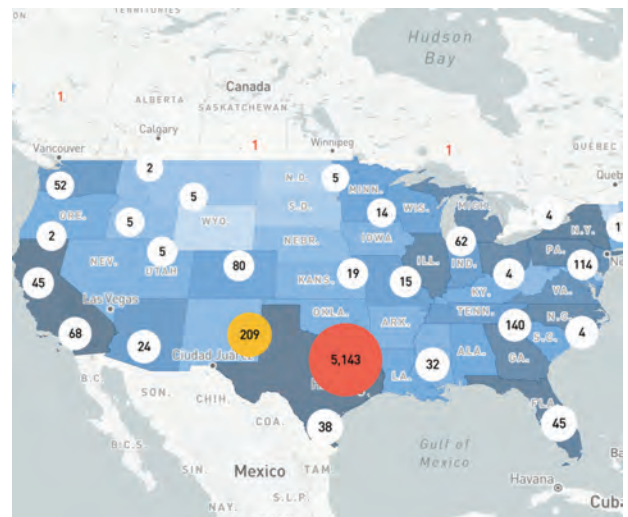 ON
TERRITORIES
Hudson
Bay
Canada
1
ALBERTA
SASKATCHEWAN
Calgary
1
Winnipeg
1
QUÉBEC
Vancouver
2
N.D.
5
MINN.
Queb
52
5
14
WIS.
MICH.
4
N.Y.
1
ORE.
5
WYO.
S.D.
2
62
PA.
NEBR.
IOWA
5
NEV.
UTAH
80
19
ILL.
IND.
4
114
45
KANS.
15
VA.
KY.
Las Vegas
OKLA.
TENN.
N.C.
68
24
209
ARK.
140
S.C.
4
5,143
32
ALA.
GA.
Ciudad Juárez
LA.
B.C.
SON.
CHIH.
38
FLA.
45
COA.
B.C.S.
Gulf of
Mexico
SIN.
Mexico
TAM.
Ba
Havana
S.L.P.
NAY.
Cuba